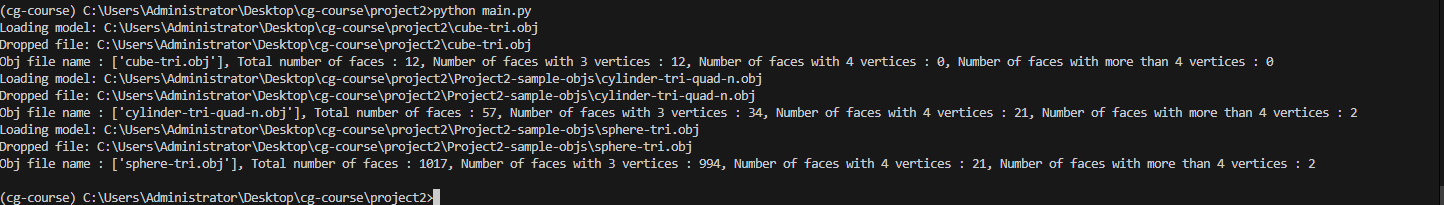 (cg-course) C:\Users\Administrator\Desktop\cg-course\project2>python main.py
Loading model: C:\Users\Administrator\Desktop\cg-course\project2\cube-tri.obj
Dropped file: C:\Users\Administrator\Desktop\cg-course\project2\cube-tri.obj
Obj file name : ['cube-tri.obj'], Total number of faces : 12, Number of faces with 3 vertices : 12, Number of faces with 4 vertices : 0, Number of faces with more than 4 vertices : 0
Loading model: C:\Users\Administrator\Desktop\cg-course\project2\Project2-sample-objs\cylinder-tri-quad-n.obj
Dropped file: C:\Users\Administrator\Desktop\cg-course\project2\Project2-sample-objs\cylinder-tri-quad-n.obj
Obj file name : ['cylinder-tri-quad-n.obj'], Total number of faces : 57, Number of faces with 3 vertices : 34, Number of faces with 4 vertices : 21, Number of faces with more than 4 vertices : 2
Loading model: C:\Users\Administrator\Desktop\cg-course\project2\Project2-sample-objs\sphere-tri.obj
Dropped file: C:\Users\Administrator\Desktop\cg-course\project2\Project2-sample-objs\sphere-tri.obj
Obj file name : ['sphere-tri.obj'], Total number of faces : 1017, Number of faces with 3 vertices : 994, Number of faces with 4 vertices : 21, Number of faces with more than 4 vertices : 2
(cg-course) C:\Users\Administrator\Desktop\cg-course\project2>